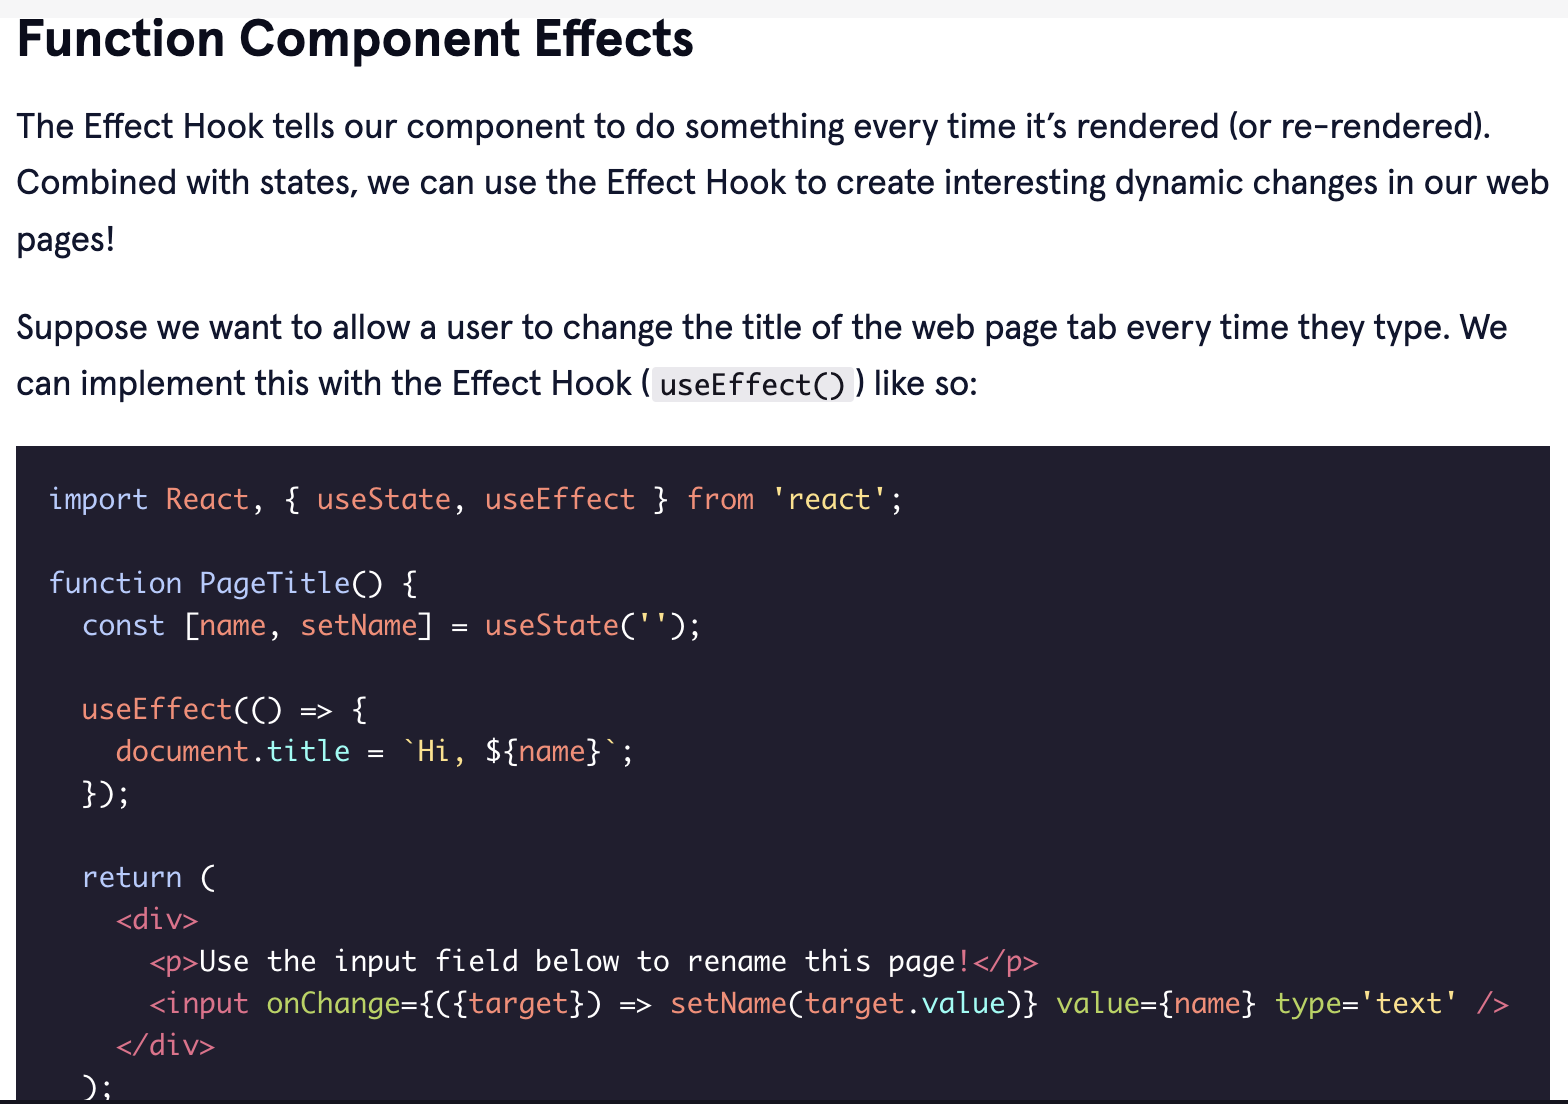 Function Component Effects
The Effect Hook tells our component to do something every time it’s rendered (or re-rendered).
Combined with states, we can use the Effect Hook to create interesting dynamic changes in our web
pages!
Suppose we want to allow a user to change the title of the web page tab every time they type. We
can implement this with the Effect Hook (useEffect()) like so:
import React, { useState, useEffect } from 'react';
function PageTitle() {
  const [name, setName] = useState('');
  useEffect(() => {
    document.title = `Hi, ${name}`;
  });
  return (
    <div>
      <p>Use the input field below to rename this page!</p>
      <input onChange={({target}) => setName(target.value)} value={name} type='text' />
    </div>
  );